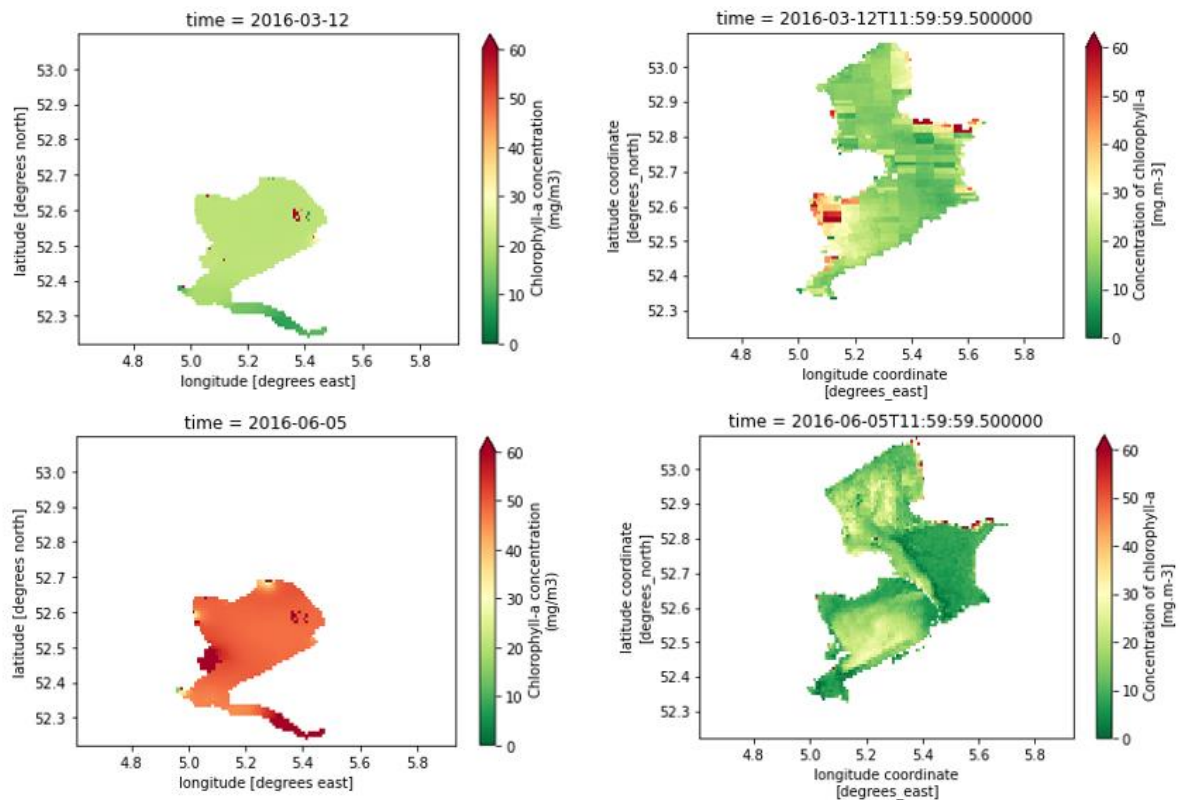 time = 2016-03-12
53.0
52.9
52.8
52.7
52.6
52.5
52.4
52.3
latitude [degrees north]
4.8 5.0 5.2 5.4 5.6 5.8
longitude [degrees east]
60
50
40
30
20
10
0
Chlorophyll-a concentration
(mg/m3)
time = 2016-03-12T11:59:59.500000
53.0
52.9
52.8
52.7
52.6
52.5
52.4
52.3
latitude coordinate
[degrees_north]
4.8 5.0 5.2 5.4 5.6 5.8
longitude coordinate
[degrees_east]
60
50
40
30
20
10
0
Concentration of chlorophyll-a
[mg.m-3]
time = 2016-06-05
53.0
52.9
52.8
52.7
52.6
52.5
52.4
52.3
latitude [degrees north]
4.8 5.0 5.2 5.4 5.6 5.8
longitude [degrees east]
60
50
40
30
20
10
0
Chlorophyll-a concentration
(mg/m3)
time = 2016-06-05T11:59:59.500000
53.0
52.9
52.8
52.7
52.6
52.5
52.4
52.3
latitude coordinate
[degrees_north]
4.8 5.0 5.2 5.4 5.6 5.8
longitude coordinate
[degrees_east]
60
50
40
30
20
10
0
Concentration of chlorophyll-a
[mg.m-3]